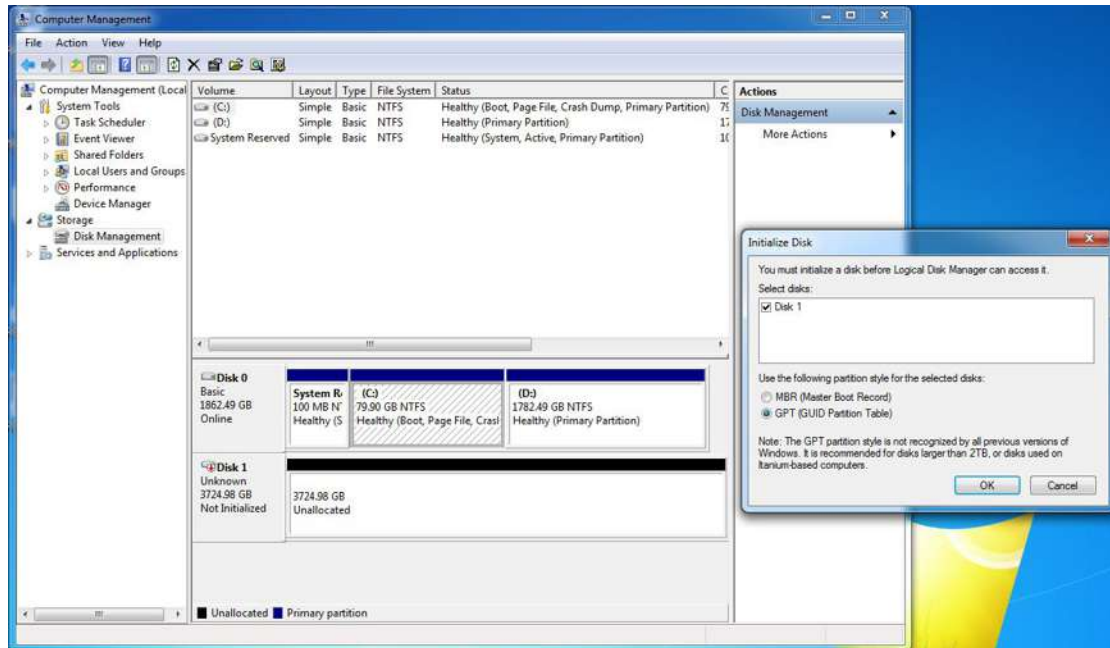 Computer Management
File Action View Help
Computer Management (Local
System Tools
Task Scheduler
Event Viewer
Shared Folders
Local Users and Groups
Performance
Device Manager
Storage
Disk Management
Services and Applications
Volume Layout Type File System Status C
(C:) Simple Basic NTFS Healthy (Boot, Page File, Crash Dump, Primary Partition) 79
(D:) Simple Basic NTFS Healthy (Primary Partition) 17
System Reserved Simple Basic NTFS Healthy (System, Active, Primary Partition) 10
Actions
Disk Management
More Actions
Disk 0
Basic
1862.49 GB
Online
System R
100 MB N
Healthy (S
(C:)
79.90 GB NTFS
Healthy (Boot, Page File, Crasl
(D:)
1782.49 GB NTFS
Healthy (Primary Partition)
Disk 1
Unknown
3724.98 GB
Not Initialized
3724.98 GB
Unallocated
Unallocated Primary partition
Initialize Disk
You must initialize a disk before Logical Disk Manager can access it.
Select disks:
Disk 1
Use the following partition style for the selected disks:
MBR (Master Boot Record)
GPT (GUID Partition Table)
Note: The GPT partition style is not recognized by all previous versions of
Windows. It is recommended for disks larger than 2TB, or disks used on
Itanium-based computers.
OK Cancel